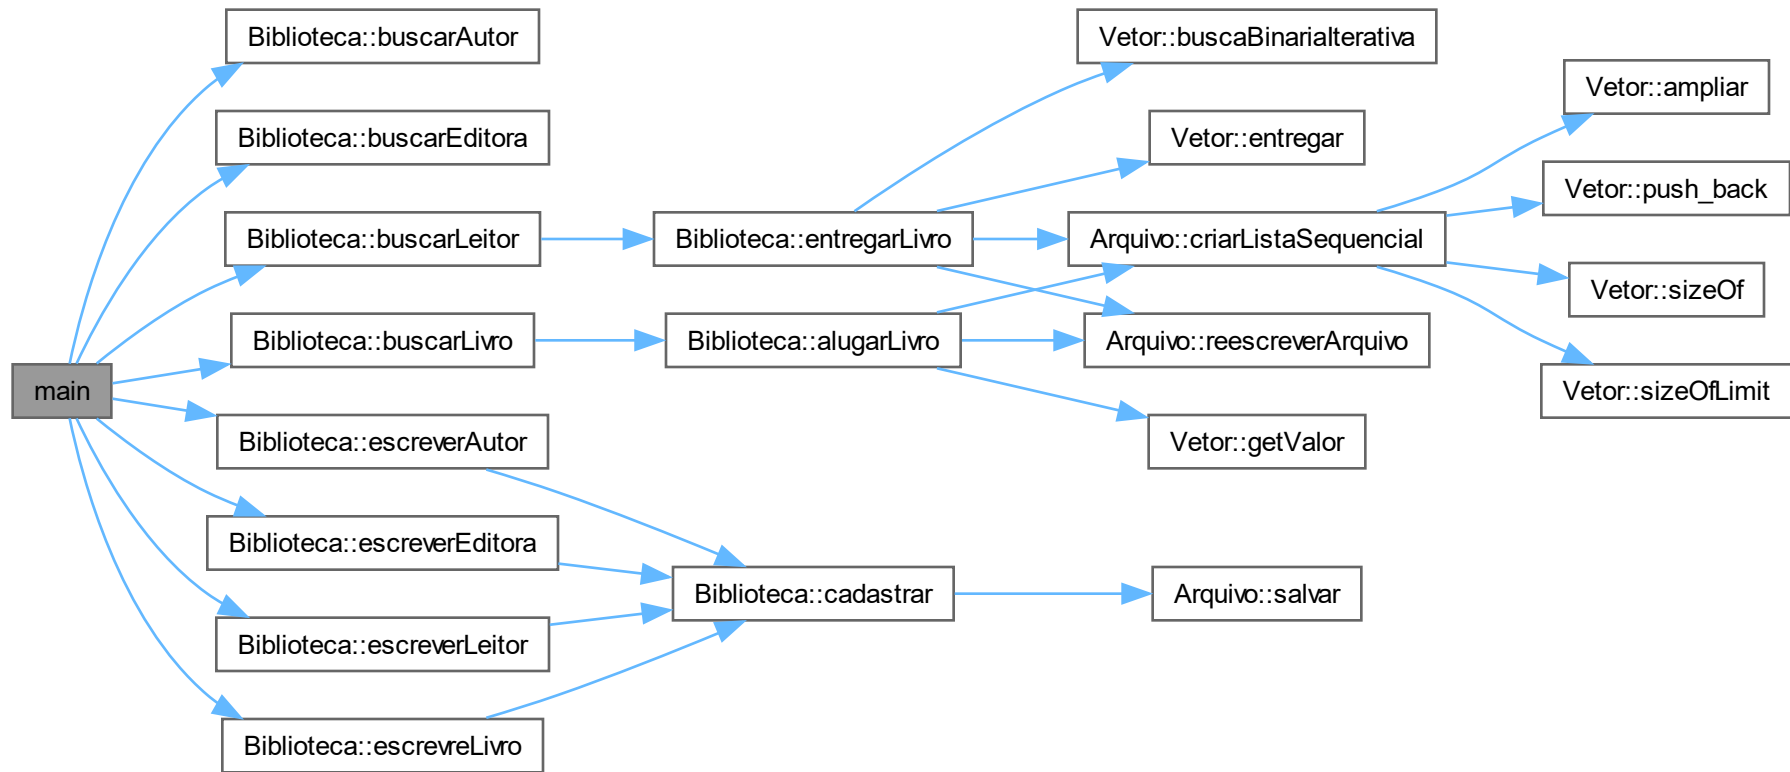 main
Biblioteca::buscarAutor
Biblioteca::buscarEditora
Biblioteca::buscarLeitor
Biblioteca::buscarLivro
Biblioteca::escreverAutor
Biblioteca::escreverEditora
Biblioteca::escreverLeitor
Biblioteca::escrevreLivro
Biblioteca::entregarLivro
Biblioteca::alugarLivro
Biblioteca::cadastrar
Vetor::buscaBinariaIterativa
Vetor::entregar
Arquivo::criarListaSequencial
Arquivo::reescreverArquivo
Vetor::getValor
Arquivo::salvar
Vetor::ampliar
Vetor::push_back
Vetor::sizeOf
Vetor::sizeOfLimit